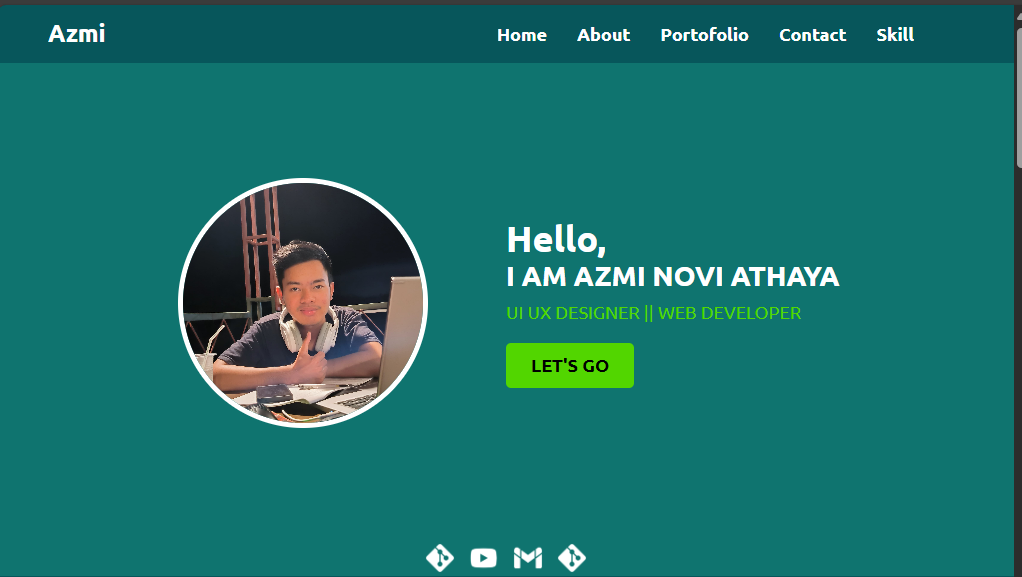 Azmi
Home About Portofolio Contact Skill
Hello,
I AM AZMI NOVI ATHAYA
UI UX DESIGNER || WEB DEVELOPER
LET'S GO